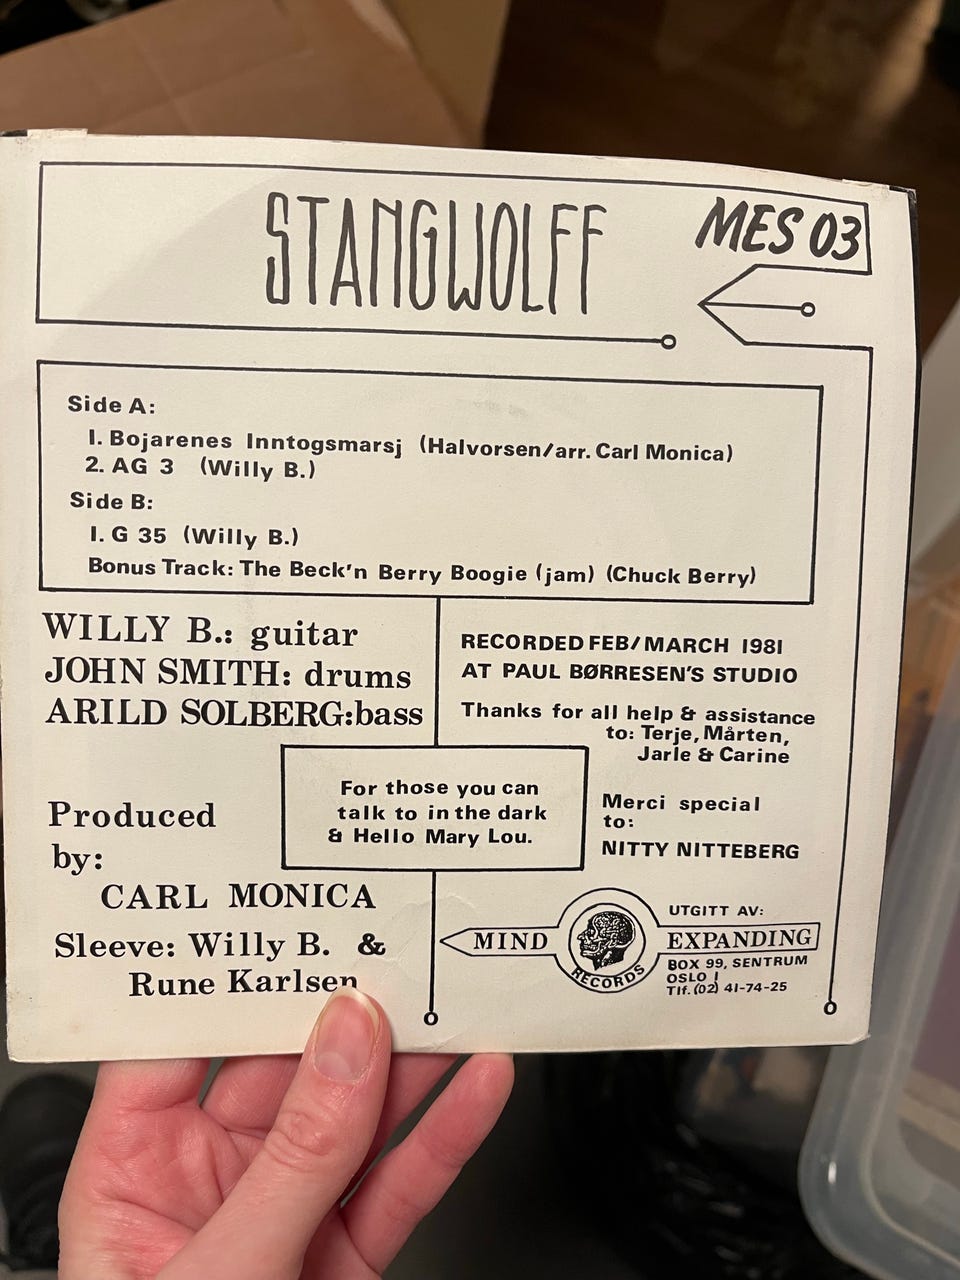 STANGWOLFF
MES 03
Side A:
1. Bojarenes Inntogsmarsj (Halvorsen/arr. Carl Monica)
2. AG 3 (Willy B.)
Side B:
1. G 35 (Willy B.)
Bonus Track: The Beck'n Berry Boogie (jam) (Chuck Berry)
WILLY B.: guitar
JOHN SMITH: drums
ARILD SOLBERG:bass
RECORDED FEB/MARCH 1981
AT PAUL BØRRESEN'S STUDIO
Thanks for all help & assistance
to: Terje, Mårten,
Jarle & Carine
For those you can
talk to in the dark
& Hello Mary Lou.
Merci special
to:
NITTY NITTEBERG
Produced
by:
CARL MONICA
Sleeve: Willy B. &
Rune Karlsen
UTGITT AV:
MIND EXPANDING
RECORDS
BOX 99, SENTRUM
OSLO 1
Tlf. (02) 41-74-25